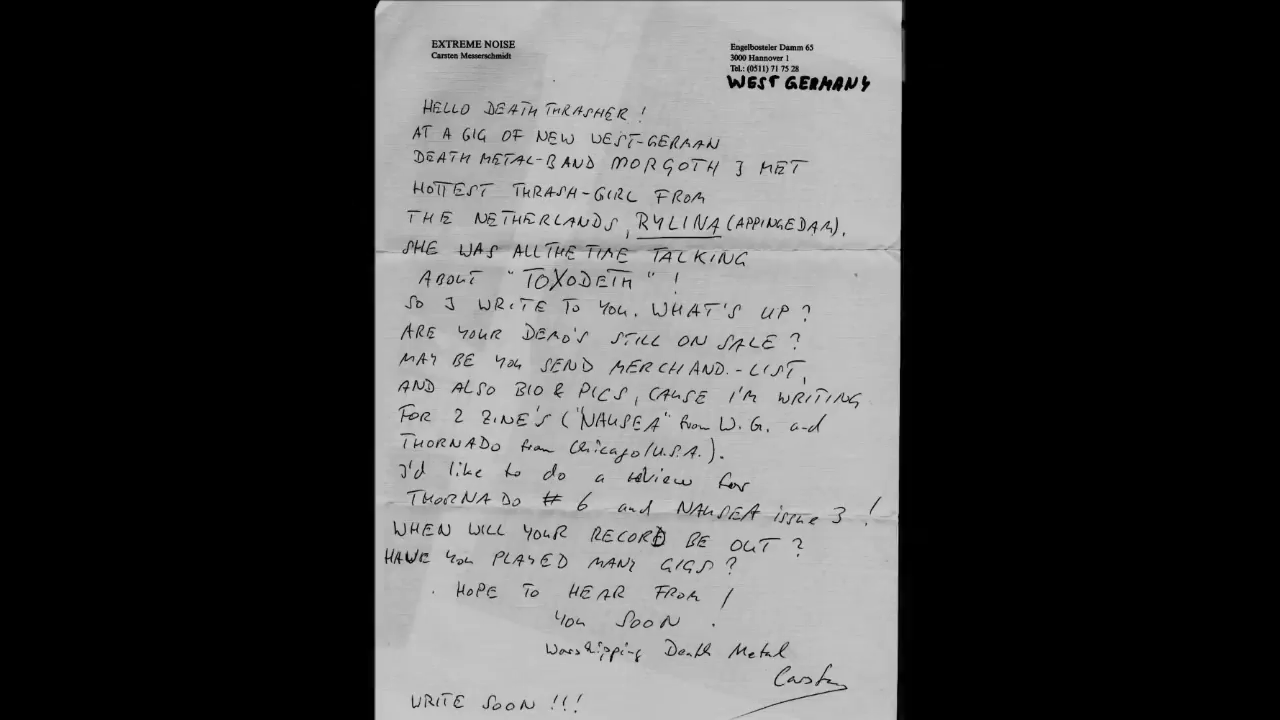 EXTREME NOISE
Carsten Messerschmidt
Engelbosteler Damm 65
3000 Hannover 1
Tel.: (0511) 71 75 28
WEST GERMANY
HELLO DEATHTHRASHER !
AT A GIG OF NEW WEST-GERMAN
DEATH METAL-BAND MORGOTH I MET
HOTTEST THRASH-GIRL FROM
THE NETHERLANDS, RYLINA (APPINGEDAM).
SHE WAS ALL THE TIME TALKING
ABOUT "TOXODETH" !
SO I WRITE TO YOU. WHAT'S UP ?
ARE YOUR DEMO'S STILL ON SALE ?
MAY BE YOU SEND MERCHAND.-LIST,
AND ALSO BIO & PICS, CAUSE I'M WRITING
FOR 2 ZINE'S ("NAUSEA" from W.G. and
THORNADO from Chicago/U.S.A.).
I'd like to do a review for
THORNADO # 6 and NAUSEA issue 3 !
WHEN WILL YOUR RECORD BE OUT ?
HAVE YOU PLAYED MANY GIGS ?
HOPE TO HEAR FROM
YOU SOON !
Worshipping Death Metal
Carsten
WRITE SOON !!!